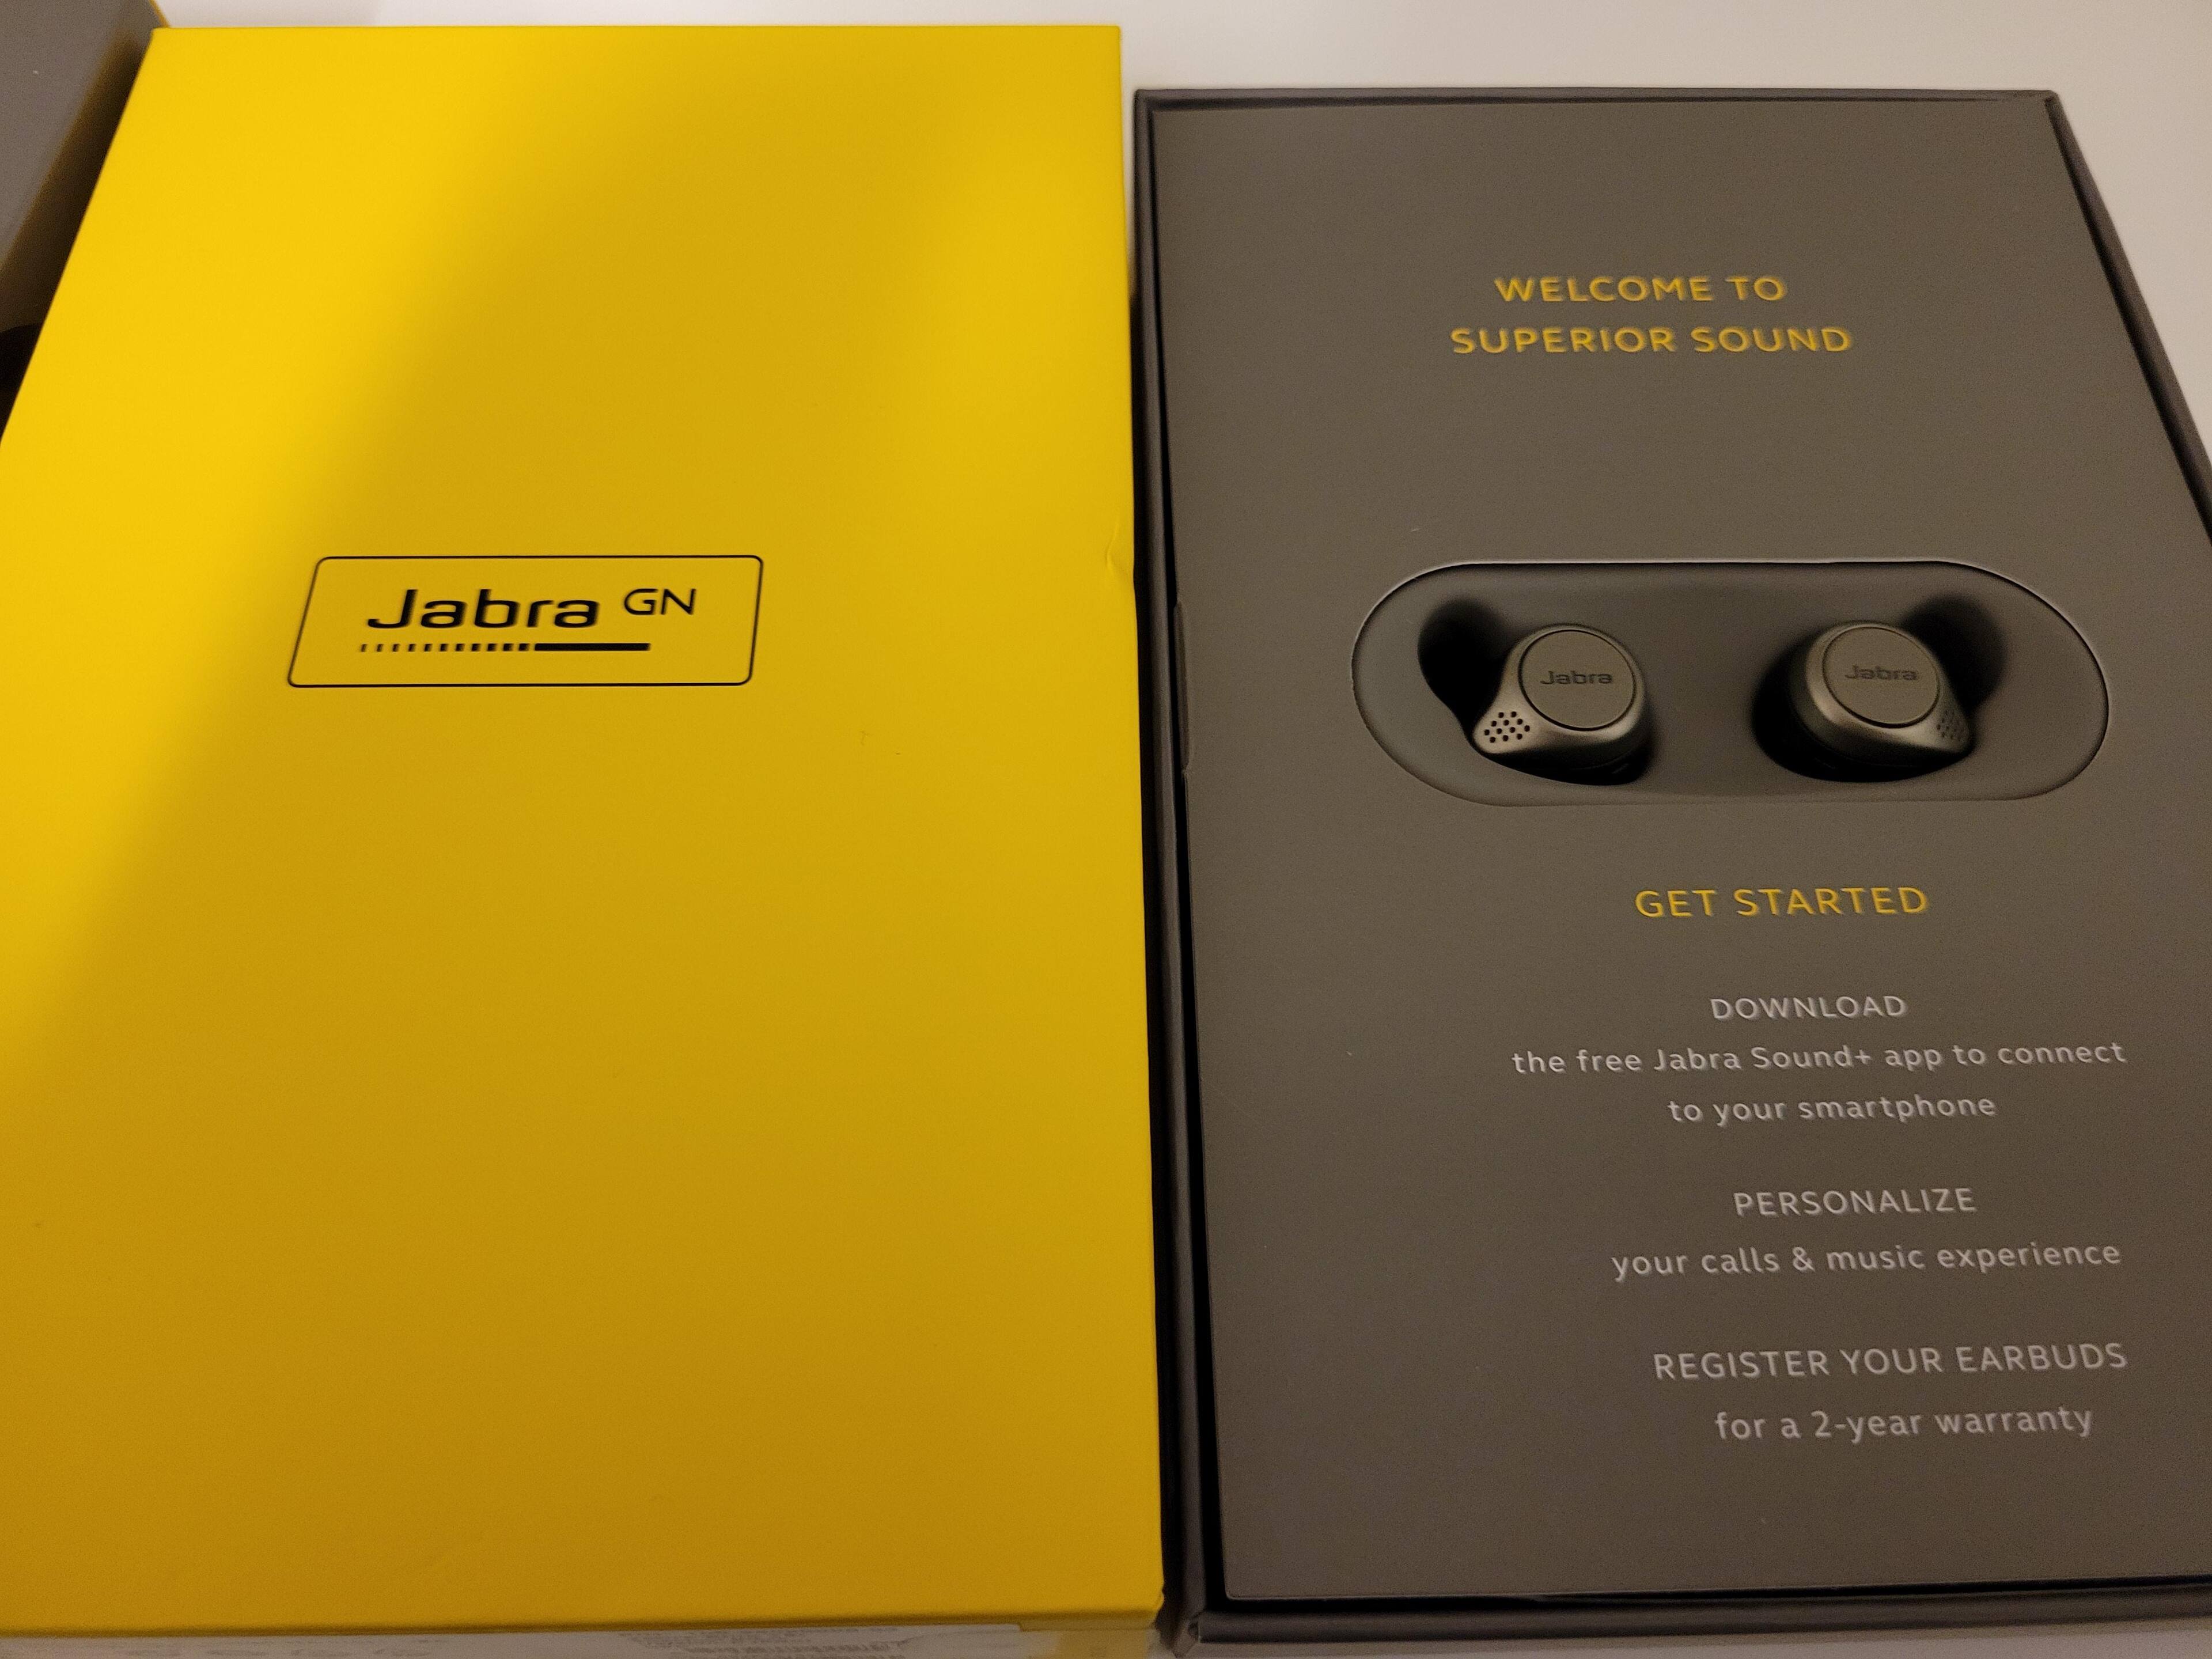 Jabra GN
WELCOME TO
SUPERIOR SOUND
Jabra
Jabra
GET STARTED
DOWNLOAD
the free Jabra Sound+ app to connect
to your smartphone
PERSONALIZE
your calls & music experience
REGISTER YOUR EARBUDS
for a 2-year warranty